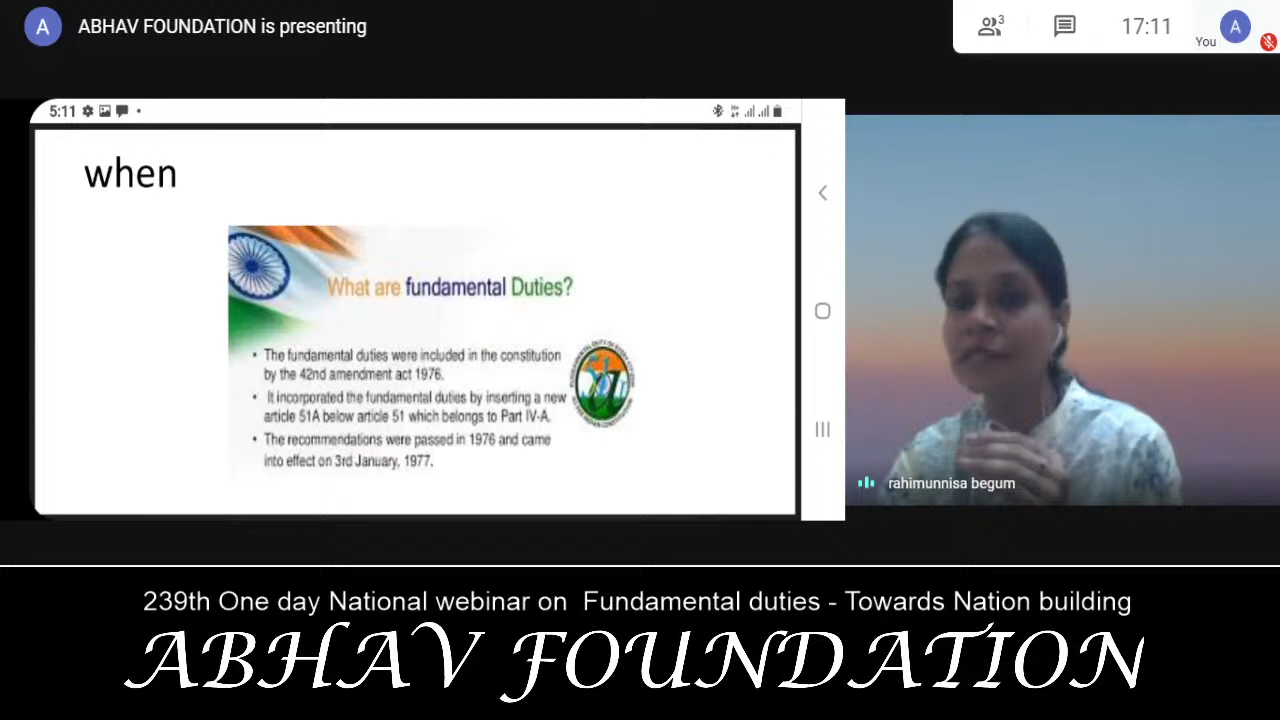 A ABHAV FOUNDATION is presenting
3
17:11
You
A
5:11
when
What are fundamental Duties?
• The fundamental duties were included in the constitution
by the 42nd amendment act 1976.
• It incorporated the fundamental duties by inserting a new
article 51A below article 51 which belongs to Part IV-A.
• The recommendations were passed in 1976 and came
into effect on 3rd January, 1977.
rahimunnisa begum
239th One day National webinar on Fundamental duties - Towards Nation building
ABHAV FOUNDATION